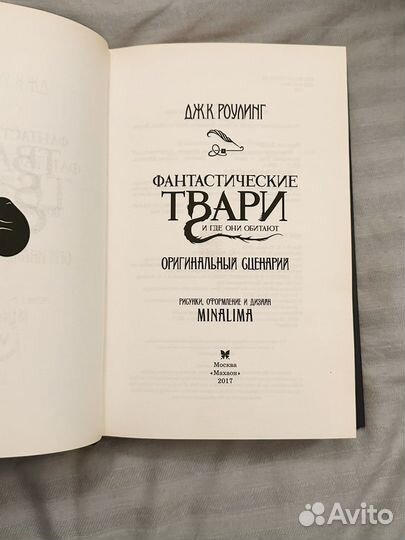 ДЖ.К. РОУЛИНГ
ФАНТАСТИЧЕСКИЕ
ТВАРИ
И ГДЕ ОНИ ОБИТАЮТ
ОРИГИНАЛЬНЫЙ СЦЕНАРИЙ
РИСУНКИ, ОФОРМЛЕНИЕ И ДИЗАЙН
MINALIMA
Москва
«Махаон»
2017
Avito